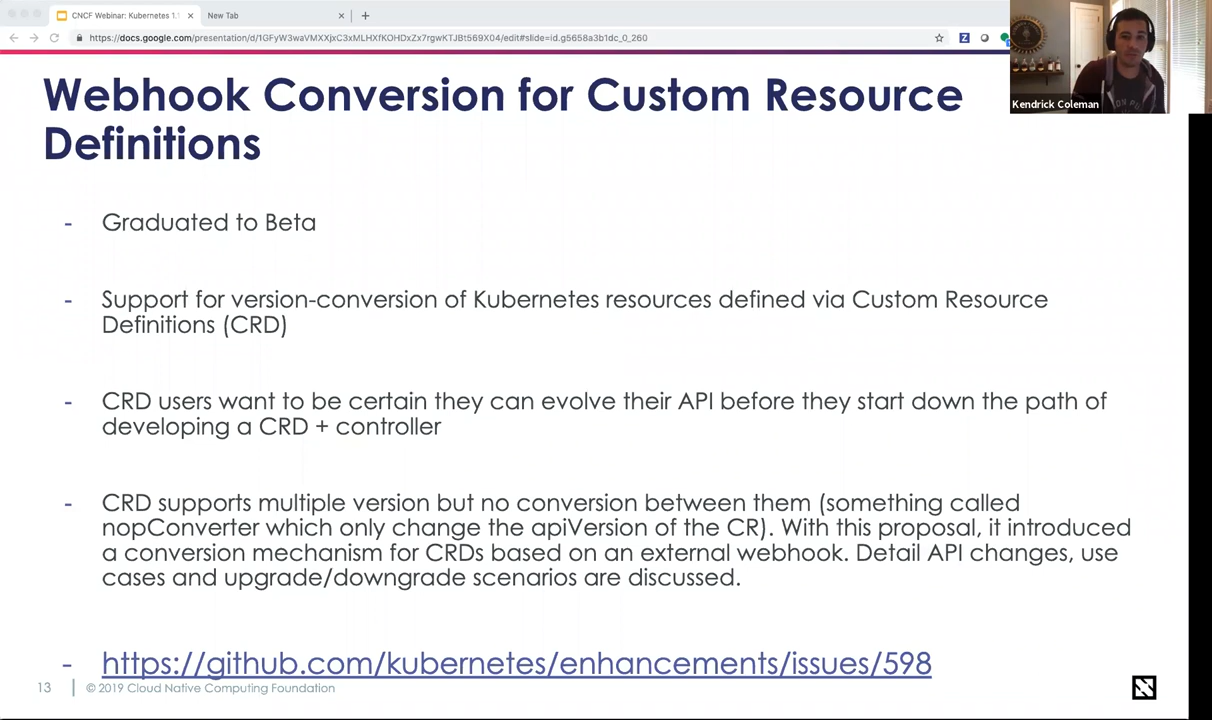 CNCF Webinar: Kubernetes 1.1
New Tab
https://docs.google.com/presentation/d/1GFyW3waVMXXjxC3xMLHXfKOHDxZx7rgwKTJBt569X04/edit#slide=id.g5658a3b1dc_0_260
Kendrick Coleman
Webhook Conversion for Custom Resource
Definitions
- Graduated to Beta
- Support for version-conversion of Kubernetes resources defined via Custom Resource
Definitions (CRD)
- CRD users want to be certain they can evolve their API before they start down the path of
developing a CRD + controller
- CRD supports multiple version but no conversion between them (something called
nopConverter which only change the apiVersion of the CR). With this proposal, it introduced
a conversion mechanism for CRDs based on an external webhook. Detail API changes, use
cases and upgrade/downgrade scenarios are discussed.
- https://github.com/kubernetes/enhancements/issues/598
13
© 2019 Cloud Native Computing Foundation